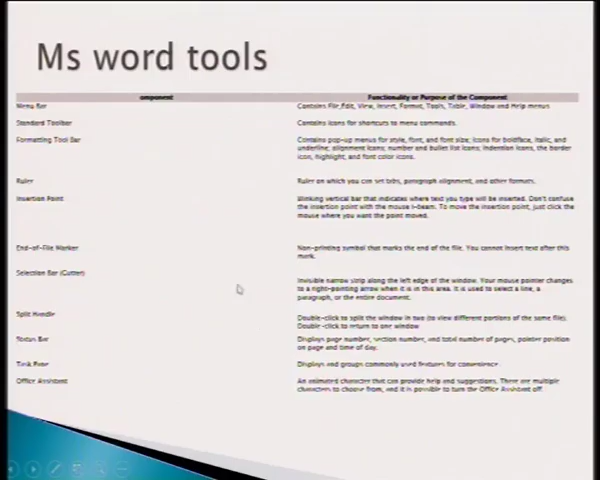 Ms word tools
omponent Functionality or Purpose of the Component
Menu Bar Contains File, Edit, View, Insert, Format, Tools, Table, Window and Help menus
Standard Toolbar Contains icons for shortcuts to menu commands.
Formatting Tool Bar Contains pop-up menus for style, font, and font size; icons for boldface, italic, and
underline; alignment icons; number and bullet list icons; indentation icons, the border
icon, highlight, and font color icons.
Ruler Ruler on which you can set tabs, paragraph alignment, and other formats.
Insertion Point Blinking vertical bar that indicates where text you type will be inserted. Don't confuse
the insertion point with the mouse I-beam. To move the insertion point, just click the
mouse where you want the point moved.
End-of-File Marker Non-printing symbol that marks the end of the file. You cannot insert text after this
mark.
Selection Bar (Gutter)
Invisible narrow strip along the left edge of the window. Your mouse pointer changes
to a right-pointing arrow when it is in this area. It is used to select a line, a
paragraph, or the entire document.
Split Handle Double-click to split the window in two (to view different portions of the same file).
Double-click to return to one window
Status Bar Displays page number, section number, and total number of pages, pointer position
on page and time of day.
Task Pane Displays and groups commonly used features for convenience.
Office Assistant An animated character that can provide help and suggestions. There are multiple
characters to choose from, and it is possible to turn the Office Assistant off.